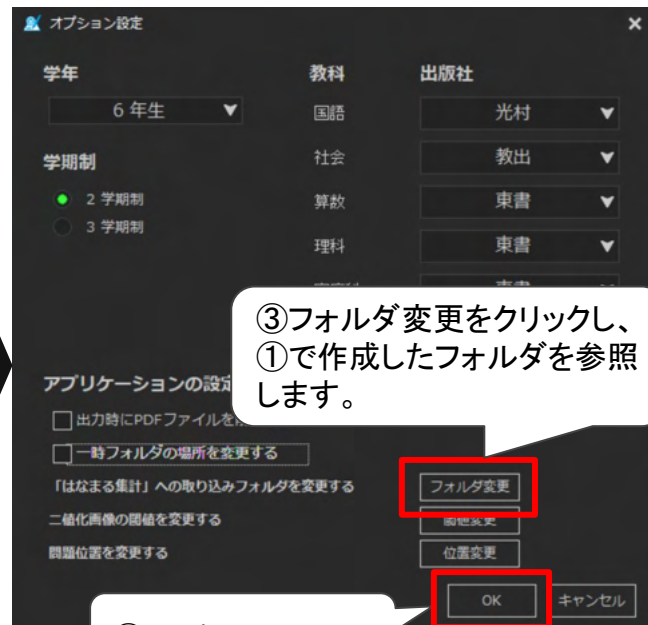 オプション設定
学年 教科 出版社
6 年生 国語 光村
学期制 社会 教出
2 学期制 算数 東書
3 学期制
理科 東書
③フォルダ変更をクリックし、
①で作成したフォルダを参照
します。
アプリケーションの設定
出力時にPDFファイルを
一時フォルダの場所を変更する
「はなまる集計」への取り込みフォルダを変更する フォルダ変更
二値化画像の閾値を変更する 閾値変更
問題位置を変更する 位置変更
OK キャンセル